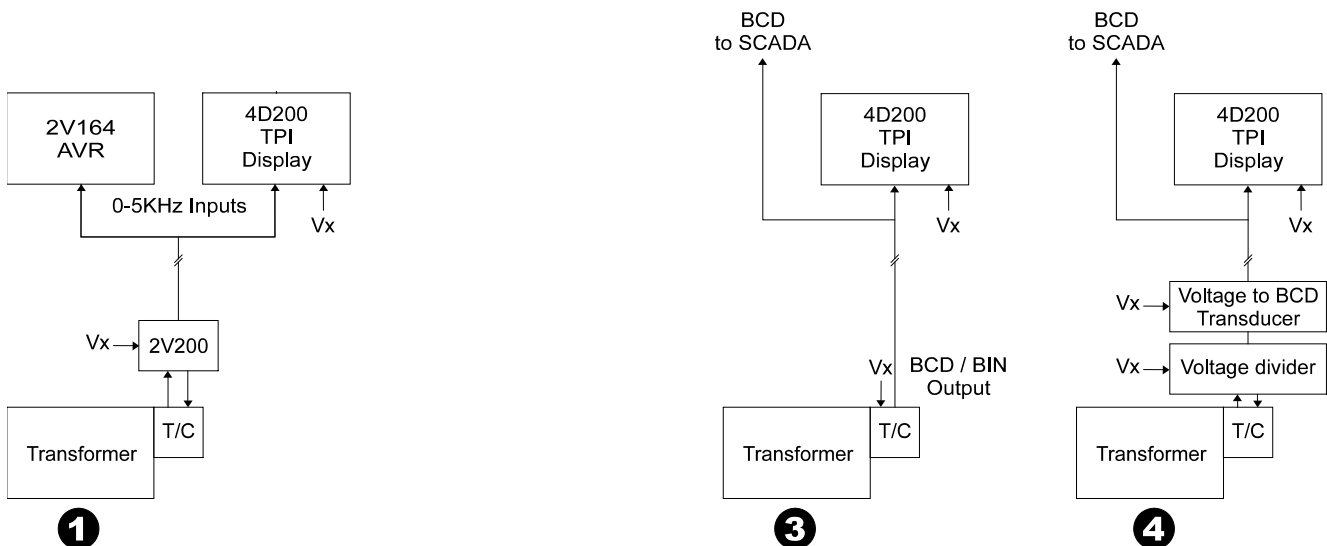 2V164
AVR
4D200
TPI
Display
0-5KHz Inputs
Vx
Vx
2V200
T/C
Transformer
1
BCD
to SCADA
4D200
TPI
Display
Vx
Vx
BCD / BIN
Output
T/C
Transformer
3
BCD
to SCADA
4D200
TPI
Display
Vx
Vx
Voltage to BCD
Transducer
Vx
Voltage divider
T/C
Transformer
4